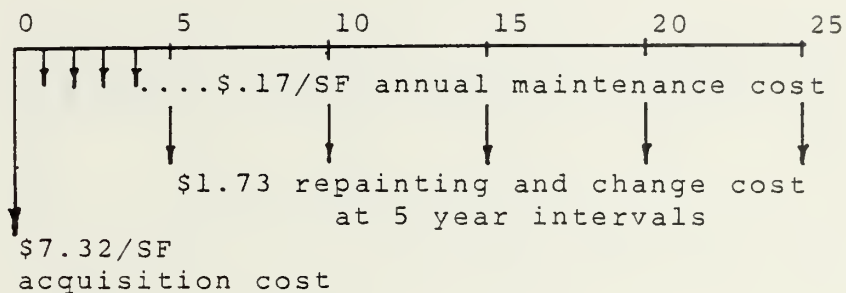 0 5 10 15 20 25
....$.17/SF annual maintenance cost
$1.73 repainting and change cost
at 5 year intervals
$7.32/SF
acquisition cost